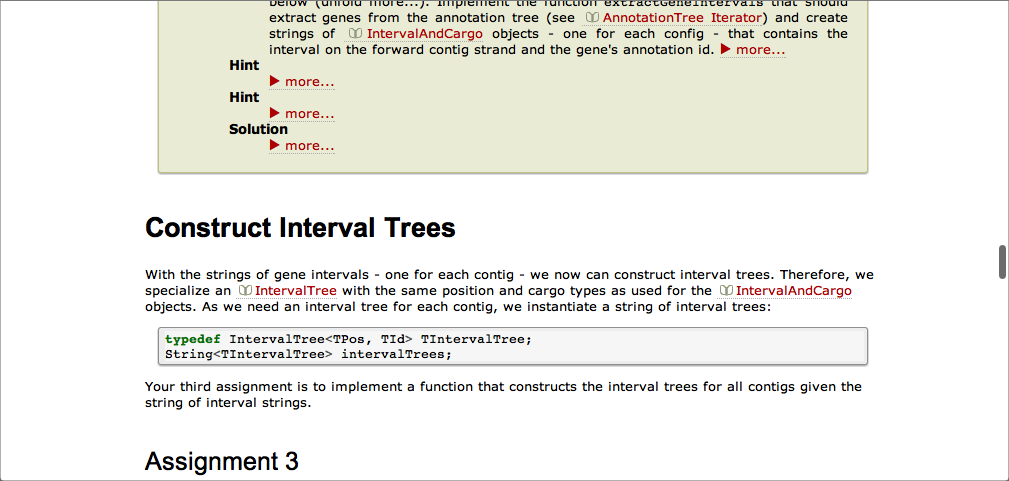 below (unfold more...). Implement the function extractGeneIntervals that should
extract genes from the annotation tree (see AnnotationTree Iterator) and create
strings of IntervalAndCargo objects - one for each config - that contains the
interval on the forward contig strand and the gene's annotation id. ▶ more...
Hint
▶ more...
Hint
▶ more...
Solution
▶ more...
Construct Interval Trees
With the strings of gene intervals - one for each contig - we now can construct interval trees. Therefore, we
specialize an IntervalTree with the same position and cargo types as used for the IntervalAndCargo
objects. As we need an interval tree for each contig, we instantiate a string of interval trees:
typedef IntervalTree<TPos, TId> TIntervalTree;
String<TIntervalTree> intervalTrees;
Your third assignment is to implement a function that constructs the interval trees for all contigs given the
string of interval strings.
Assignment 3